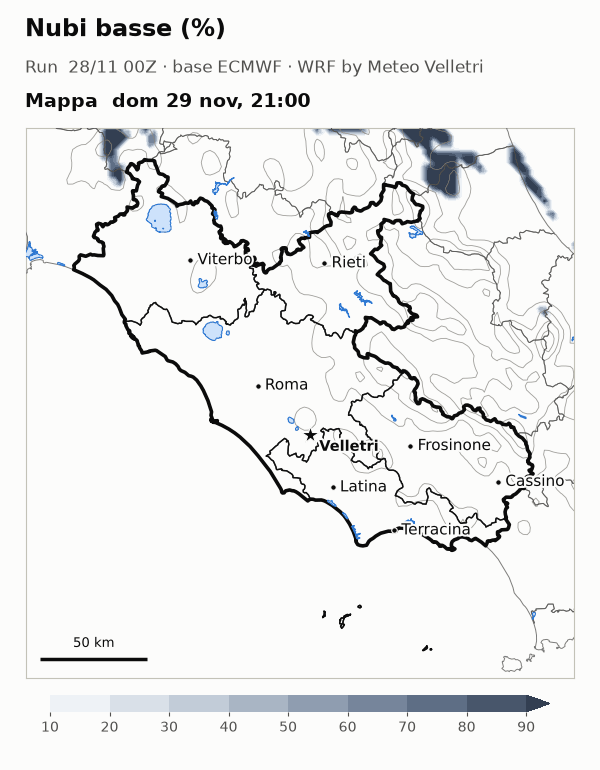 Nubi basse (%)
Run 28/11 00Z · base ECMWF · WRF by Meteo Velletri
Mappa dom 29 nov, 21:00
Viterbo
Rieti
Roma
Velletri
Frosinone
Latina
Cassino
Terracina
50 km
10 20 30 40 50 60 70 80 90